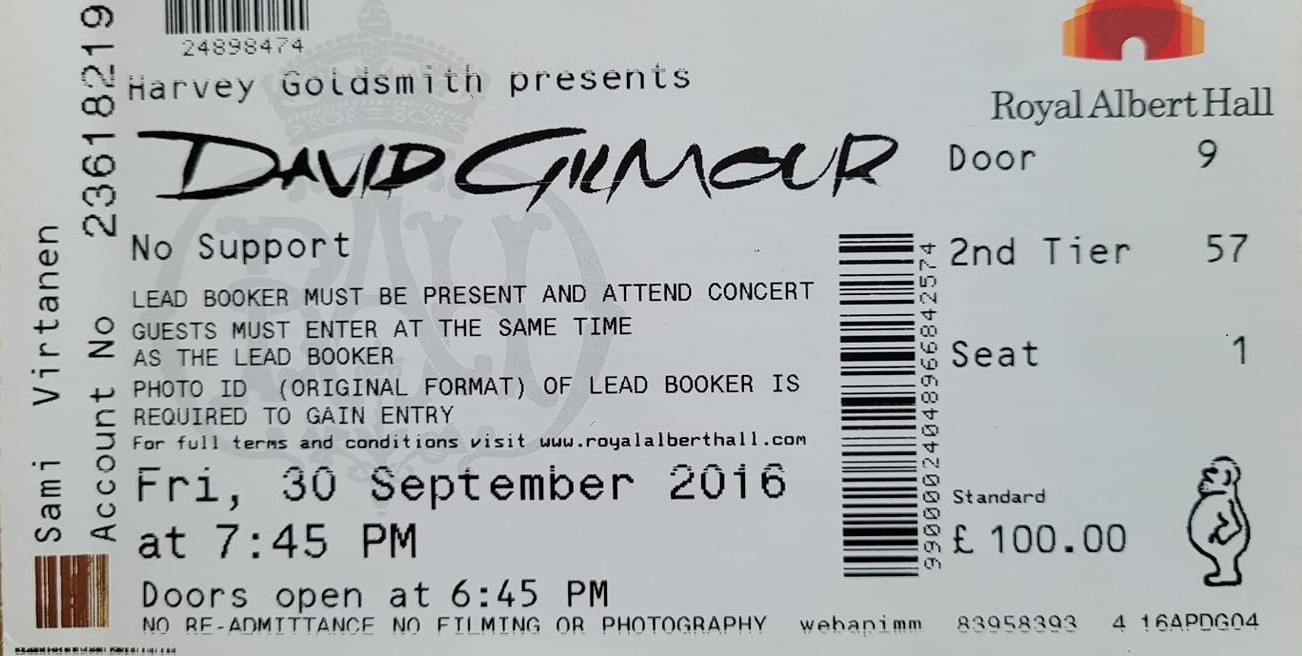 24898474
Harvey Goldsmith presents
DAVID GILMOUR
No Support
LEAD BOOKER MUST BE PRESENT AND ATTEND CONCERT
GUESTS MUST ENTER AT THE SAME TIME
AS THE LEAD BOOKER
PHOTO ID (ORIGINAL FORMAT) OF LEAD BOOKER IS
REQUIRED TO GAIN ENTRY
For full terms and conditions visit www.royalalberthall.com
Fri, 30 September 2016
at 7:45 PM
Doors open at 6:45 PM
NO RE-ADMITTANCE NO FILMING OR PHOTOGRAPHY webapimm 83958393 4 16APDG04
Sami Virtanen
Account No 23618219
Royal Albert Hall
Door 9
2nd Tier 57
Seat 1
Standard
£ 100.00
990000240489666842574